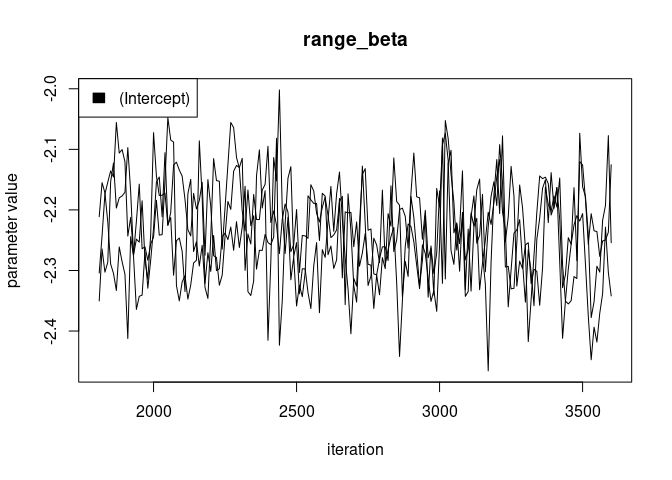 range_beta
(Intercept)
parameter value
-2.0
-2.1
-2.2
-2.3
-2.4
2000
2500
3000
3500
iteration